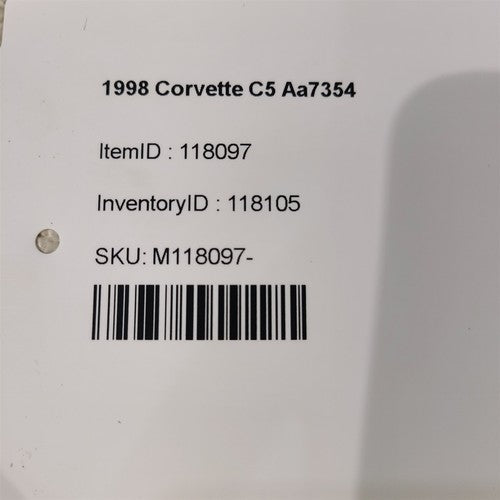 1998 Corvette C5 Aa7354
ItemID : 118097
InventoryID : 118105
SKU: M118097-